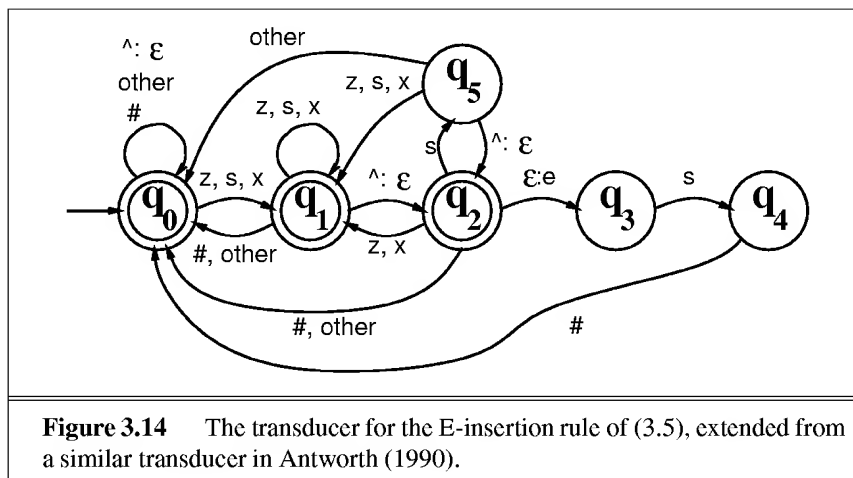 ^: ε
other
#
other
z, s, x
z, s, x
q5
s
^: ε
ε:e
s
q0
z, s, x
q1
^: ε
q2
q3
q4
#, other
z, x
#, other
#
Figure 3.14 The transducer for the E-insertion rule of (3.5), extended from
a similar transducer in Antworth (1990).